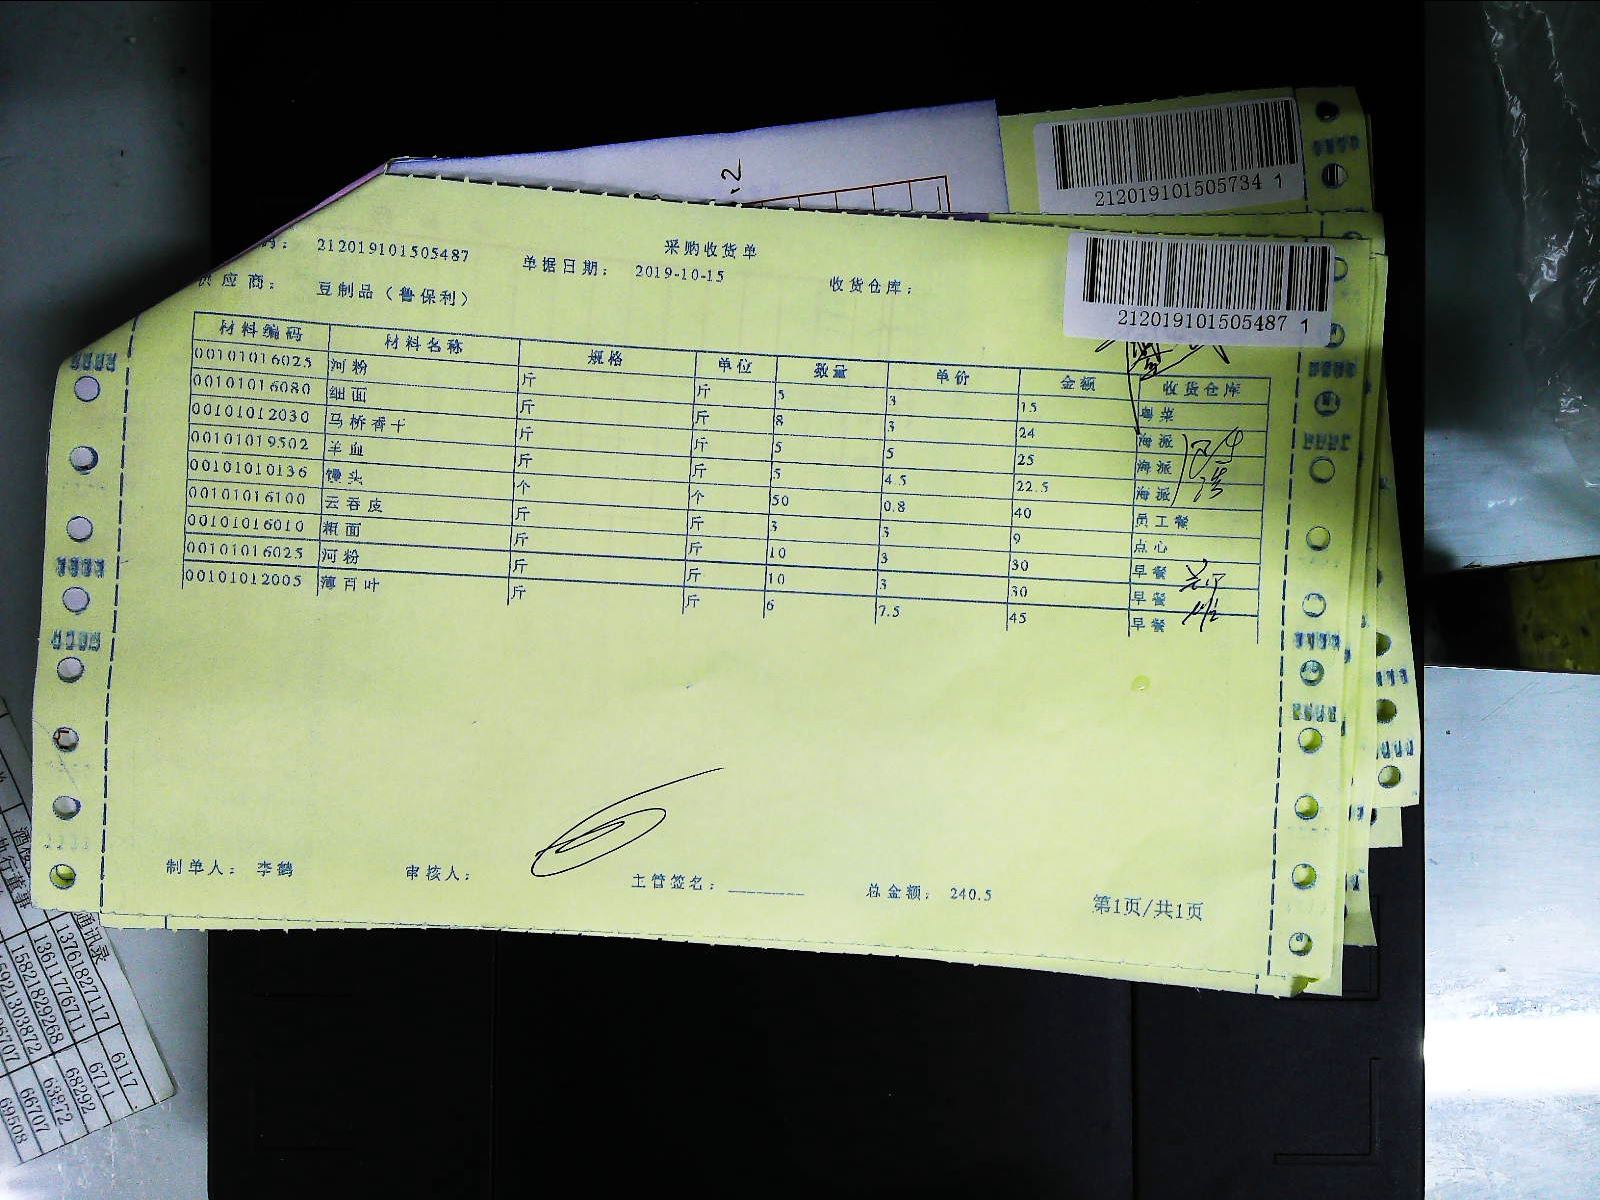 212019101505734 1
采购收货单
码： 212019101505487 单据日期： 2019-10-15 收货仓库：
供应商： 豆制品（鲁保利）
212019101505487 1
材料编码 材料名称 规格 单位 数量 单价 金额 收货仓库
00101016025 河粉 斤 斤 5 3 15 粤菜
00101016080 细面 斤 斤 8 3 24 海派
00101012030 马桥香干 斤 斤 5 5 25 海派
00101019502 羊血 斤 斤 5 4.5 22.5 海派
00101010136 馒头 个 个 50 0.8 40 员工餐
00101016100 云吞皮 斤 斤 3 3 9 点心
00101016010 粗面 斤 斤 10 3 30 早餐
00101016025 河粉 斤 斤 10 3 30 早餐
00101012005 薄百叶 斤 斤 6 7.5 45 早餐
制单人： 李鹤 审核人： 主管签名： 总金额： 240.5 第1页/共1页
通讯录
13761827117 6117
13611776711 6711
15821829268 68292
15921303872 63872
66707
69508